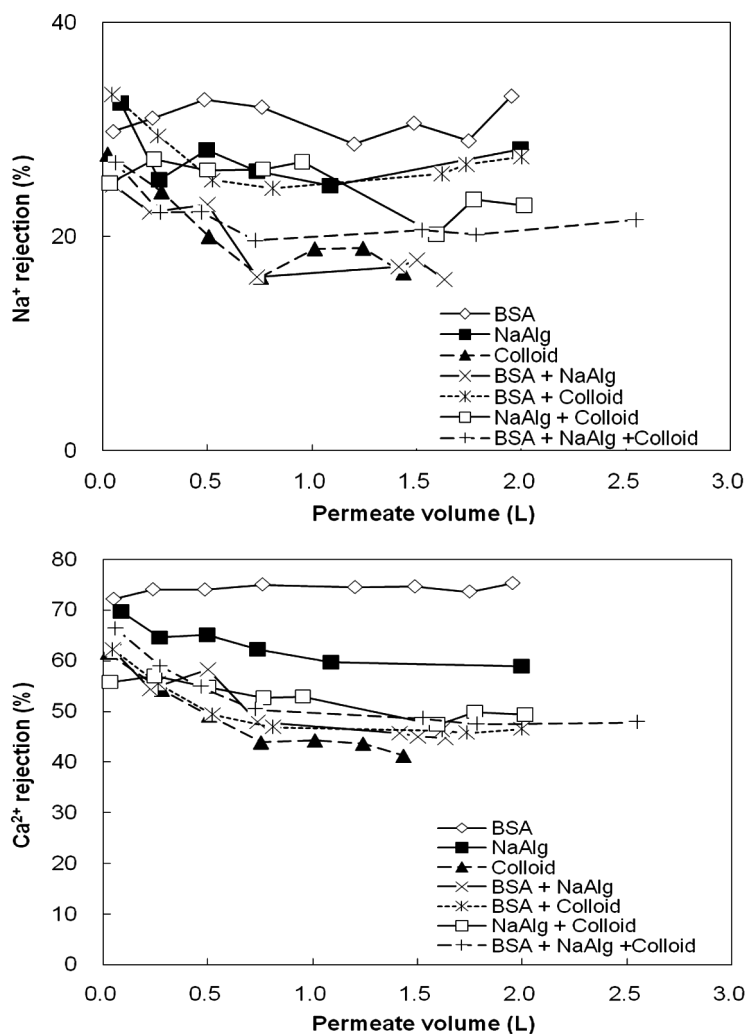 40
20
0
Na⁺ rejection (%)
BSA
NaAlg
Colloid
BSA + NaAlg
BSA + Colloid
NaAlg + Colloid
BSA + NaAlg +Colloid
0.0 0.5 1.0 1.5 2.0 2.5 3.0
Permeate volume (L)
80
70
60
50
40
30
20
10
0
Ca²⁺ rejection (%)
BSA
NaAlg
Colloid
BSA + NaAlg
BSA + Colloid
NaAlg + Colloid
BSA + NaAlg +Colloid
0.0 0.5 1.0 1.5 2.0 2.5 3.0
Permeate volume (L)